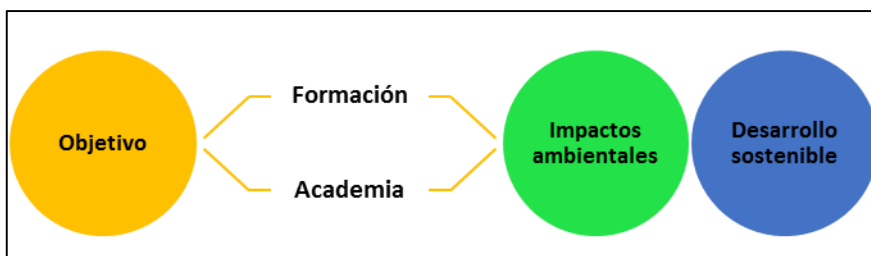 Objetivo
Formación
Academia
Impactos
ambientales
Desarrollo
sostenible